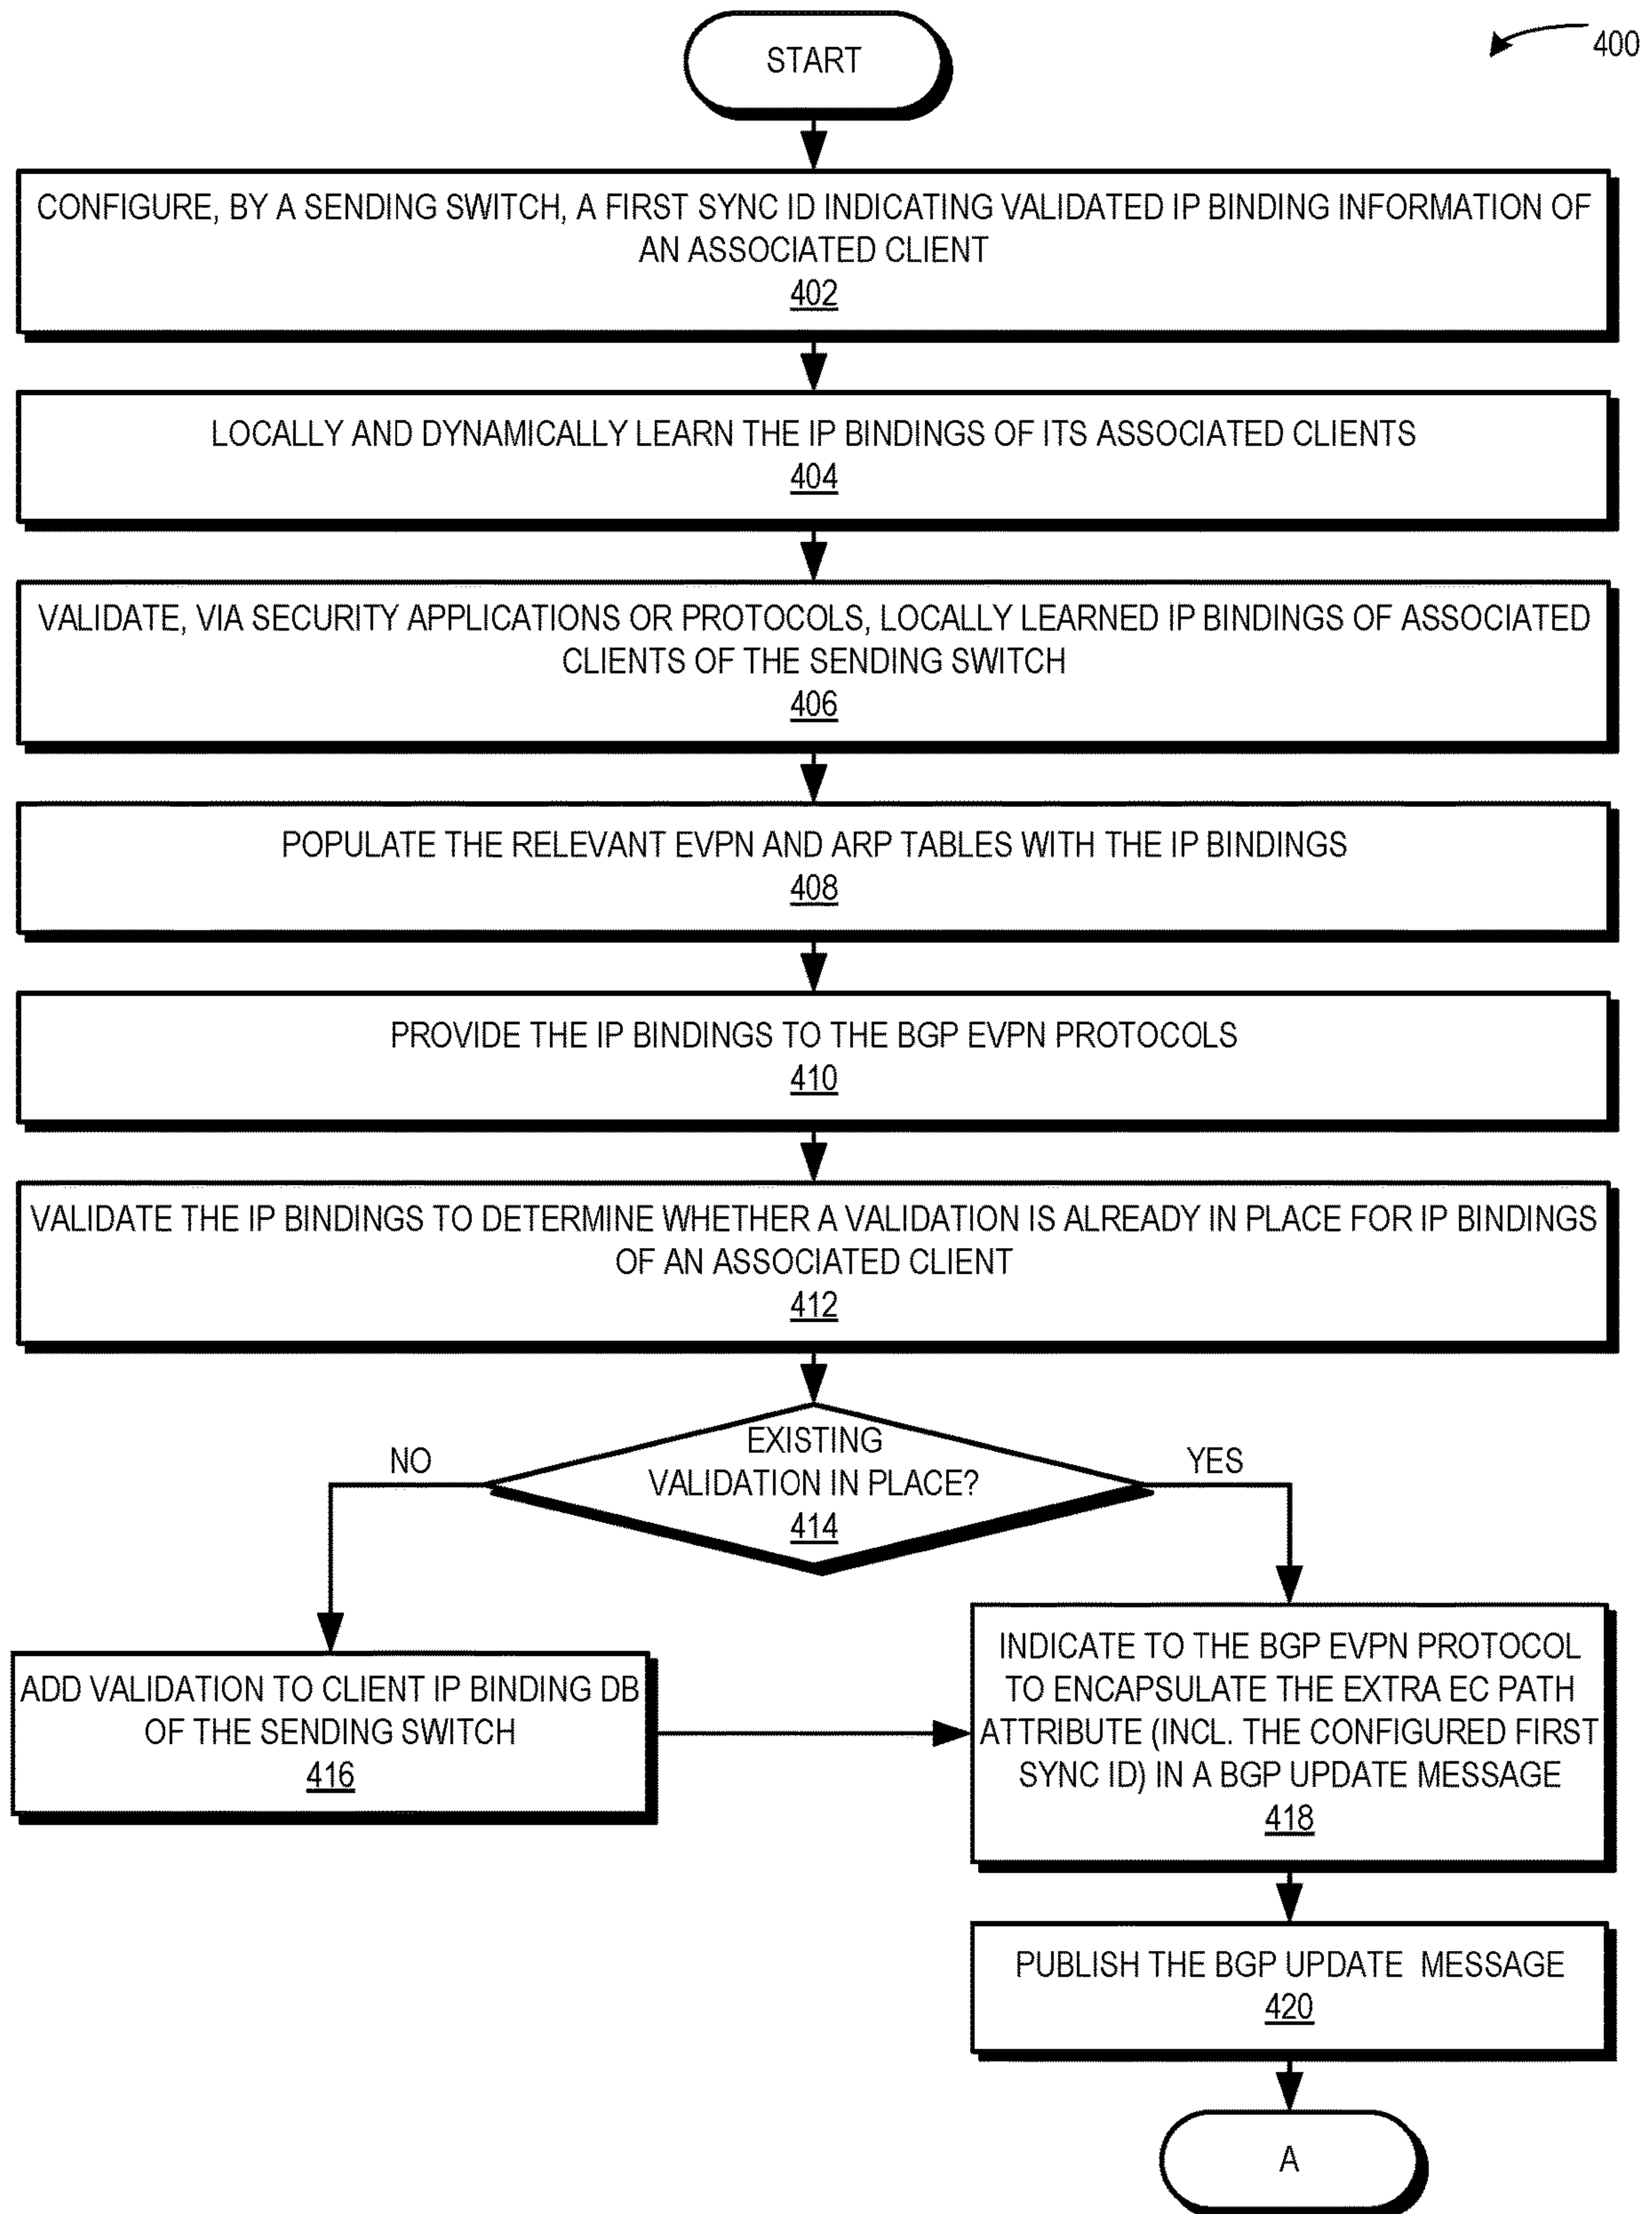 START
400
CONFIGURE, BY A SENDING SWITCH, A FIRST SYNC ID INDICATING VALIDATED IP BINDING INFORMATION OF
AN ASSOCIATED CLIENT
402
LOCALLY AND DYNAMICALLY LEARN THE IP BINDINGS OF ITS ASSOCIATED CLIENTS
404
VALIDATE, VIA SECURITY APPLICATIONS OR PROTOCOLS, LOCALLY LEARNED IP BINDINGS OF ASSOCIATED
CLIENTS OF THE SENDING SWITCH
406
POPULATE THE RELEVANT EVPN AND ARP TABLES WITH THE IP BINDINGS
408
PROVIDE THE IP BINDINGS TO THE BGP EVPN PROTOCOLS
410
VALIDATE THE IP BINDINGS TO DETERMINE WHETHER A VALIDATION IS ALREADY IN PLACE FOR IP BINDINGS
OF AN ASSOCIATED CLIENT
412
EXISTING
VALIDATION IN PLACE?
414
NO
YES
ADD VALIDATION TO CLIENT IP BINDING DB
OF THE SENDING SWITCH
416
INDICATE TO THE BGP EVPN PROTOCOL
TO ENCAPSULATE THE EXTRA EC PATH
ATTRIBUTE (INCL. THE CONFIGURED FIRST
SYNC ID) IN A BGP UPDATE MESSAGE
418
PUBLISH THE BGP UPDATE MESSAGE
420
A